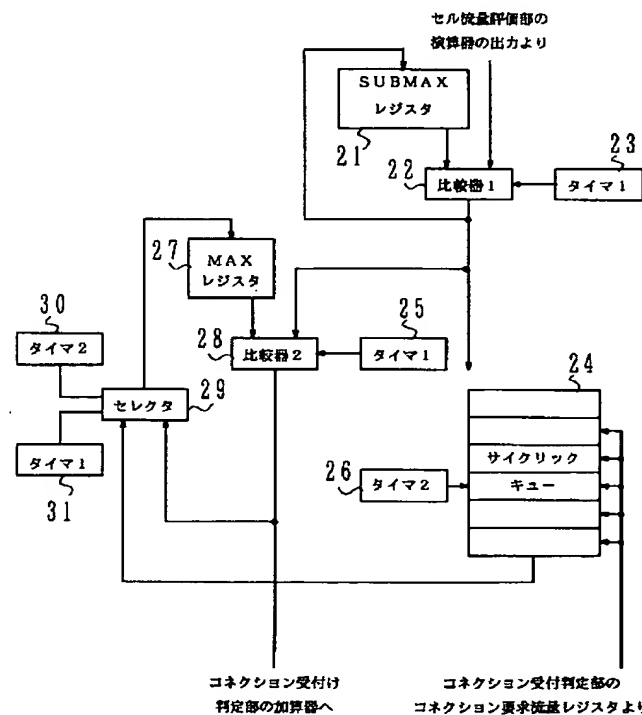 セル流量評価部の
演算器の出力より
SUBMAX
レジスタ
21
22
比較器1
23
タイマ1
27
MAX
レジスタ
30
タイマ2
28
比較器2
25
タイマ1
24
セレクタ
29
サイクリック
キュー
26
タイマ2
タイマ1
31
コネクション受付け
判定部の加算器へ
コネクション受付判定部の
コネクション要求流量レジスタより